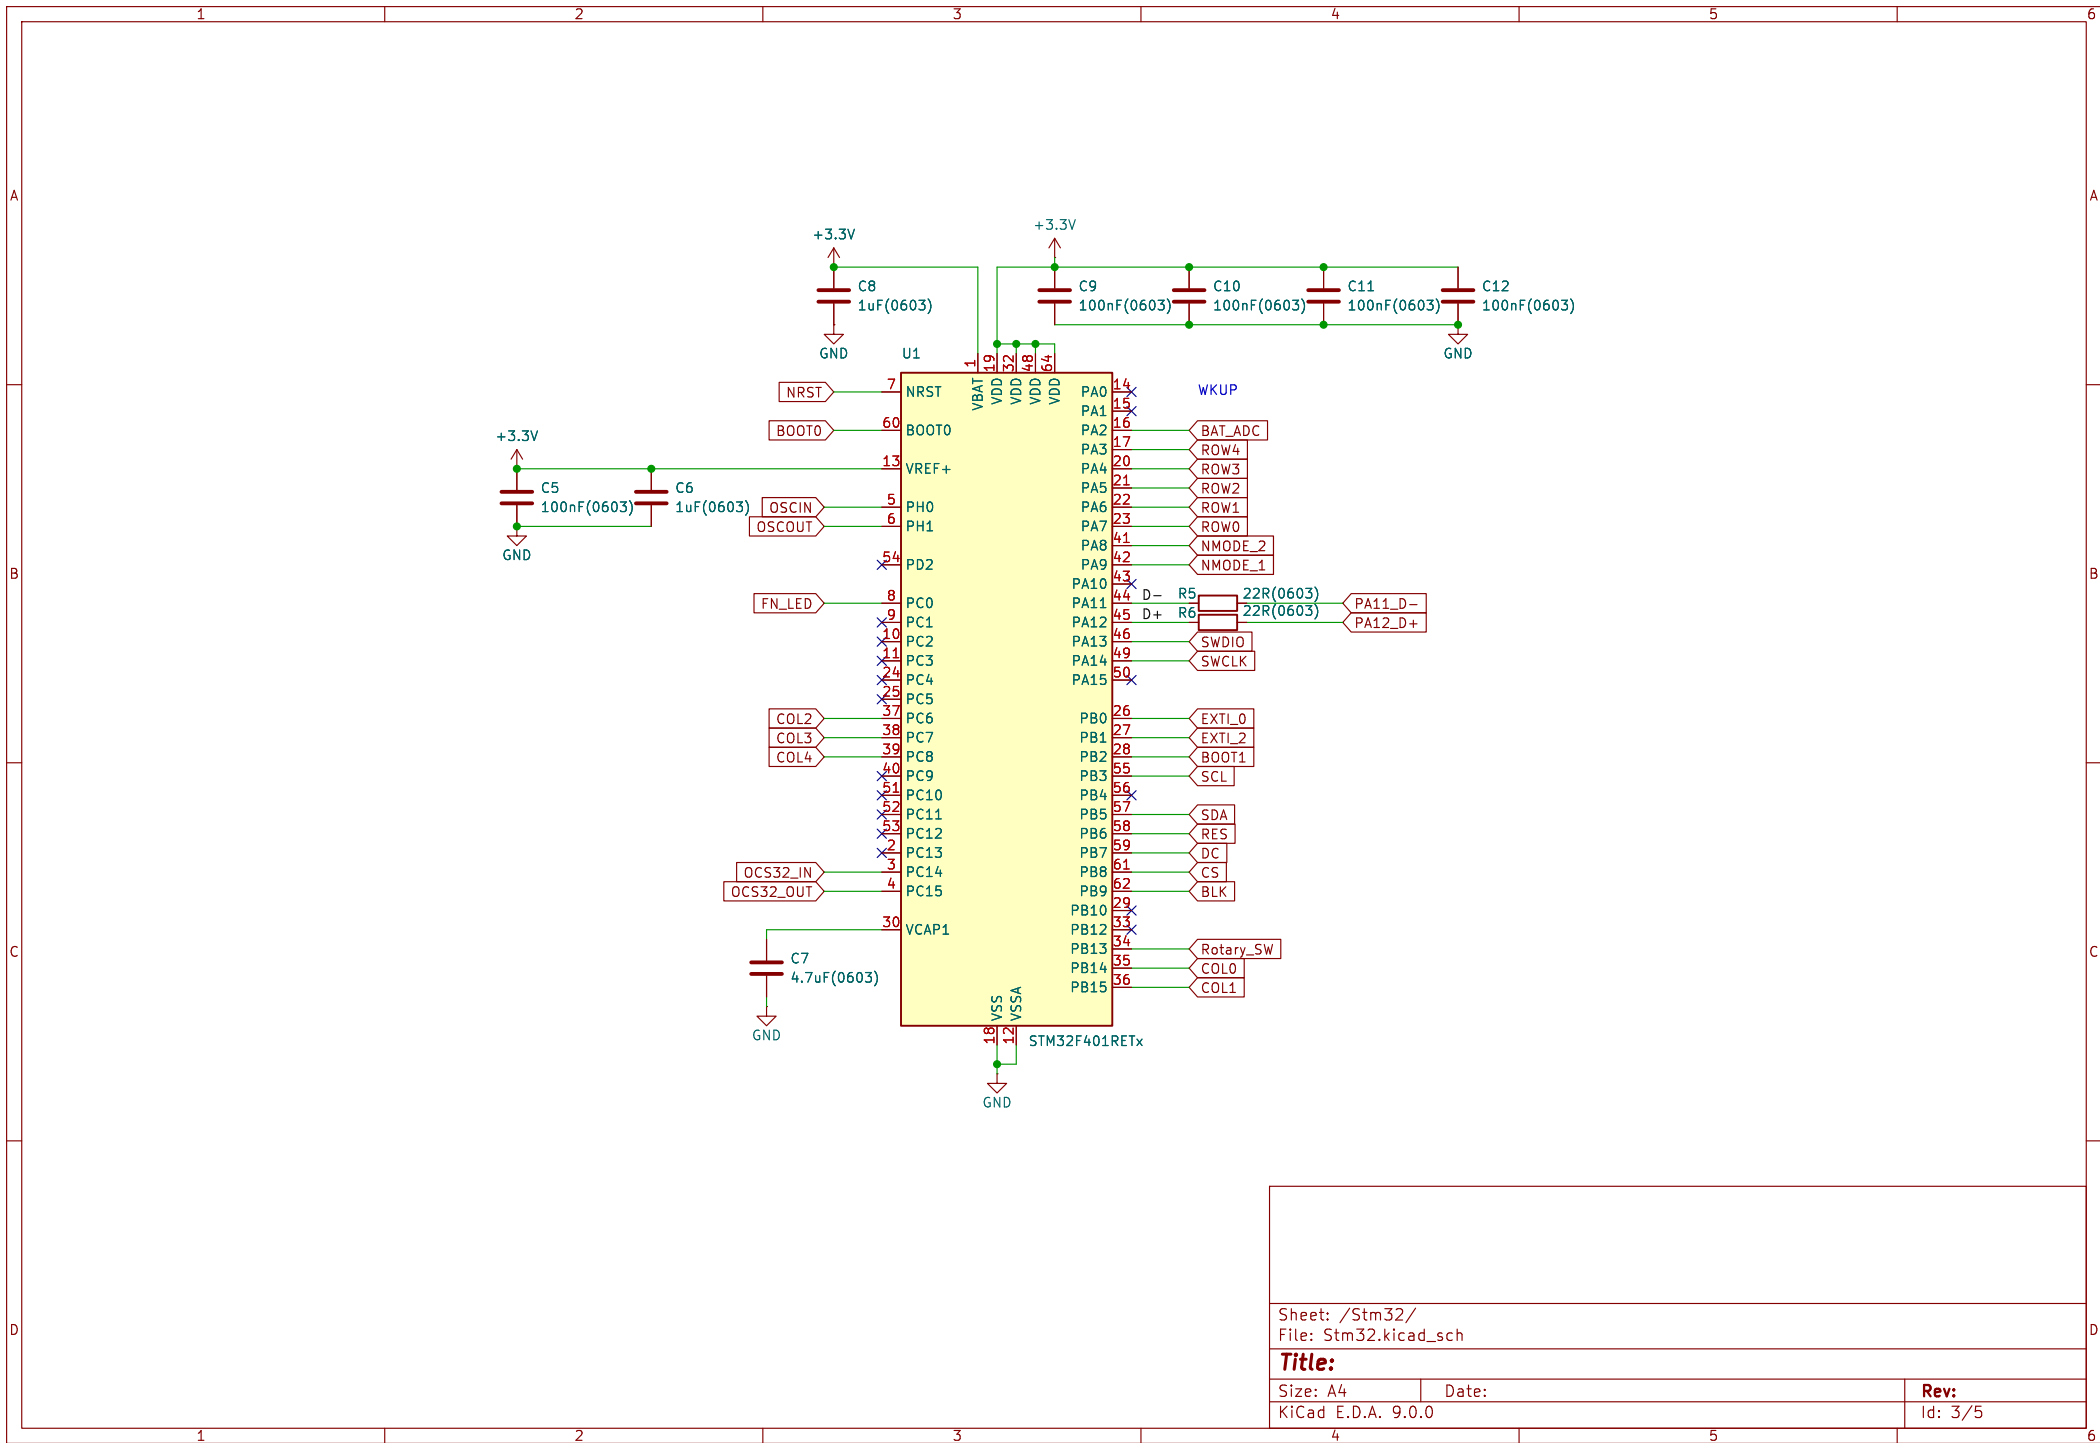 1 2 3 4 5 6
A A
+3.3V
+3.3V
C8
1uF(0603)
GND
C9
100nF(0603)
C10
100nF(0603)
C11
100nF(0603)
C12
100nF(0603)
GND
U1
1 19 32 48 64
VBAT VDD VDD VDD VDD
NRST 7 NRST
BOOT0 60 BOOT0
+3.3V
13 VREF+
C5
100nF(0603)
C6
1uF(0603)
GND
OSCIN 5 PH0
OSCOUT 6 PH1
54 PD2
FN_LED 8 PC0
9 PC1
10 PC2
11 PC3
24 PC4
25 PC5
COL2 37 PC6
COL3 38 PC7
COL4 39 PC8
40 PC9
51 PC10
52 PC11
53 PC12
2 PC13
OCS32_IN 3 PC14
OCS32_OUT 4 PC15
30 VCAP1
C7
4.7uF(0603)
GND
PA0 14 WKUP
PA1 15
PA2 16 BAT_ADC
PA3 17 ROW4
PA4 20 ROW3
PA5 21 ROW2
PA6 22 ROW1
PA7 23 ROW0
PA8 41 NMODE_2
PA9 42 NMODE_1
PA10 43
PA11 44 D- R5 22R(0603) PA11_D-
PA12 45 D+ R6 22R(0603) PA12_D+
PA13 46 SWDIO
PA14 49 SWCLK
PA15 50
PB0 26 EXTI_0
PB1 27 EXTI_2
PB2 28 BOOT1
PB3 55 SCL
PB4 56
PB5 57 SDA
PB6 58 RES
PB7 59 DC
PB8 61 CS
PB9 62 BLK
PB10 29
PB12 33
PB13 34 Rotary_SW
PB14 35 COL0
PB15 36 COL1
VSS VSSA
18 12
STM32F401RETx
GND
B B
C C
D D
Sheet: /Stm32/
File: Stm32.kicad_sch
Title:
Size: A4 Date: Rev:
KiCad E.D.A. 9.0.0 Id: 3/5
1 2 3 4 5 6